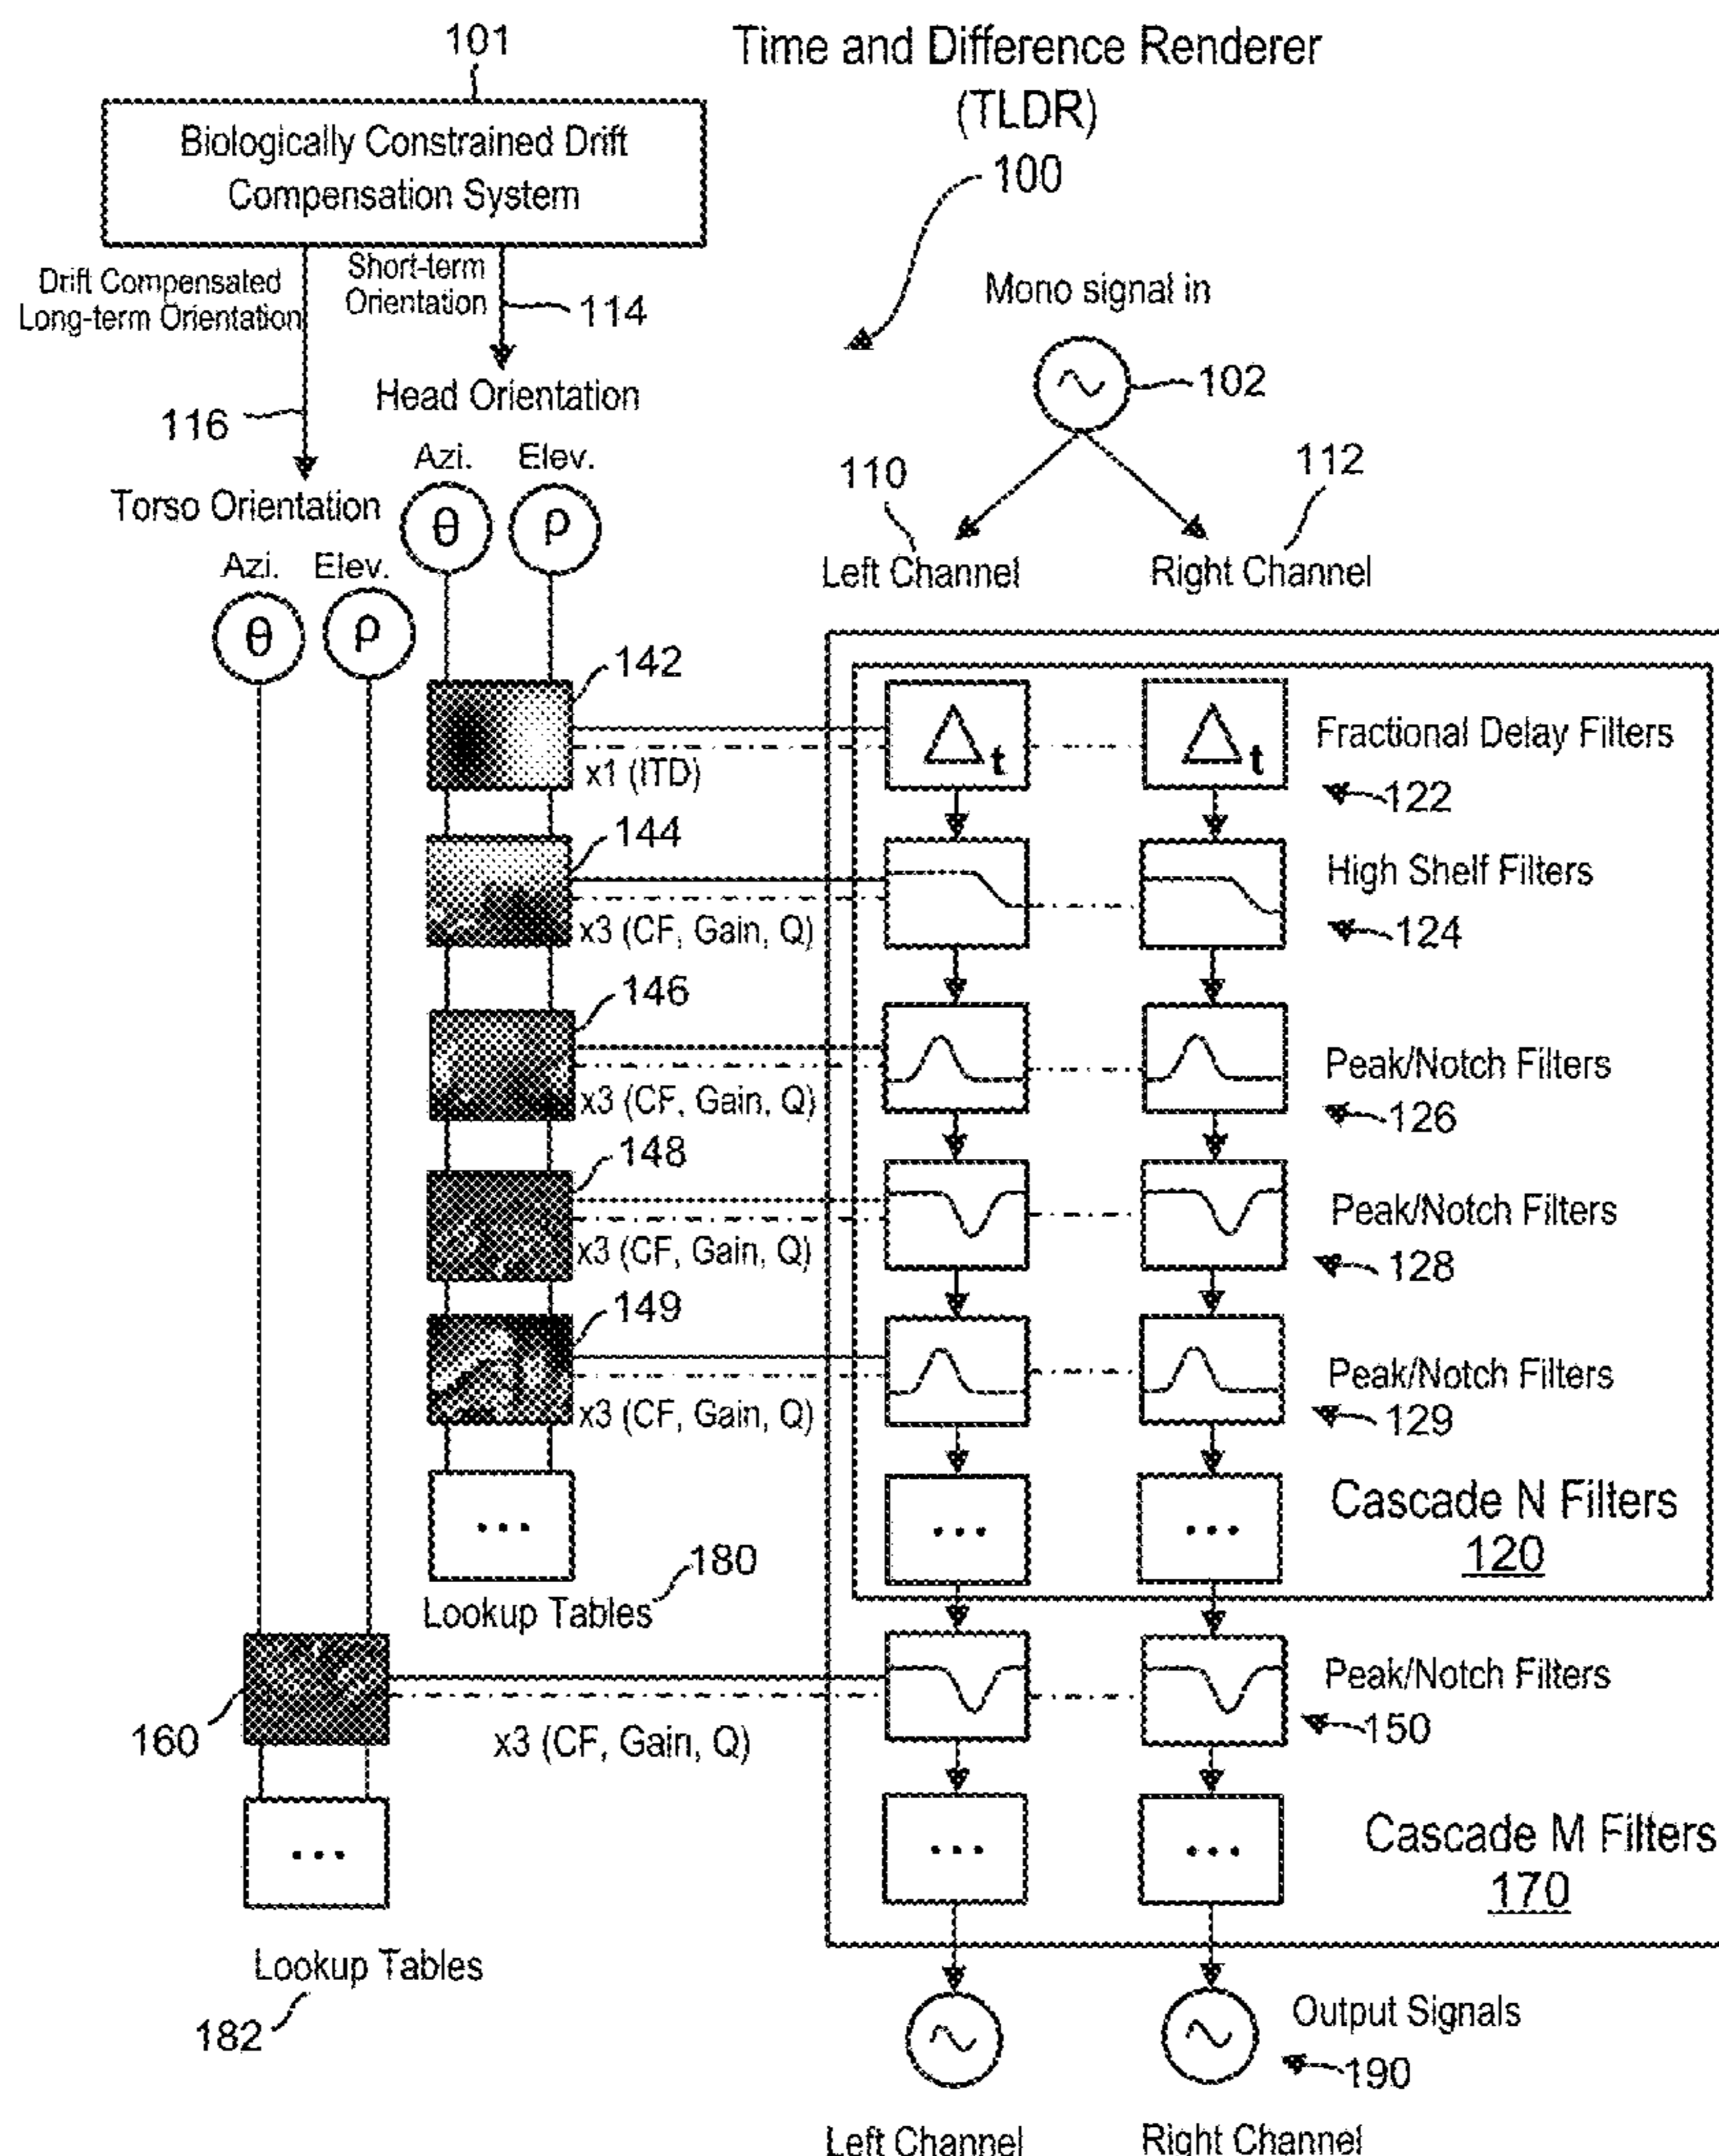 101
Time and Difference Renderer
(TLDR)
100
Biologically Constrained Drift
Compensation System
Drift Compensated
Long-term Orientation
Short-term
Orientation
114
116
Head Orientation
Azi. Elev.
θ ρ
Torso Orientation
Azi. Elev.
θ ρ
Mono signal in
102
110
112
Left Channel
Right Channel
142
x1 (ITD)
Δt Δt
Fractional Delay Filters
122
144
x3 (CF, Gain, Q)
High Shelf Filters
124
146
x3 (CF, Gain, Q)
Peak/Notch Filters
126
148
x3 (CF, Gain, Q)
Peak/Notch Filters
128
149
x3 (CF, Gain, Q)
Peak/Notch Filters
129
...
... ...
Cascade N Filters
120
Lookup Tables
180
160
x3 (CF, Gain, Q)
Peak/Notch Filters
150
...
... ...
Cascade M Filters
170
Lookup Tables
182
Output Signals
190
Left Channel
Right Channel